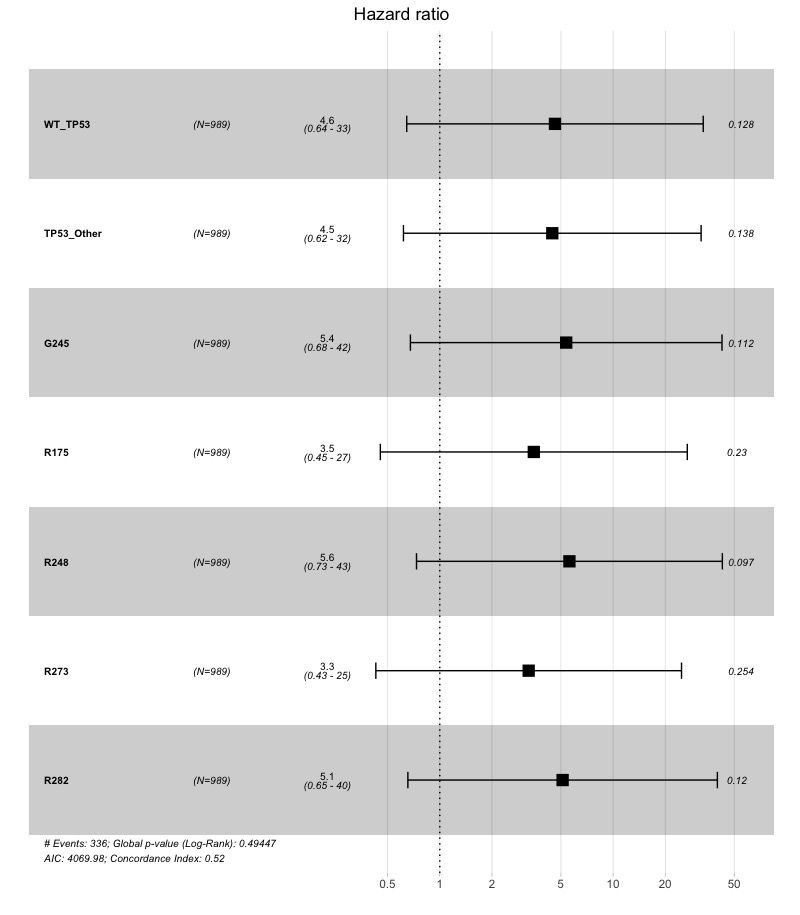 Hazard ratio
WT_TP53 (N=989) 4.6 (0.64 - 33) 0.128
TP53_Other (N=989) 4.5 (0.62 - 32) 0.138
G245 (N=989) 5.4 (0.68 - 42) 0.112
R175 (N=989) 3.5 (0.45 - 27) 0.23
R248 (N=989) 5.6 (0.73 - 43) 0.097
R273 (N=989) 3.3 (0.43 - 25) 0.254
R282 (N=989) 5.1 (0.65 - 40) 0.12
# Events: 336; Global p-value (Log-Rank): 0.49447
AIC: 4069.98; Concordance Index: 0.52
0.5 1 2 5 10 20 50